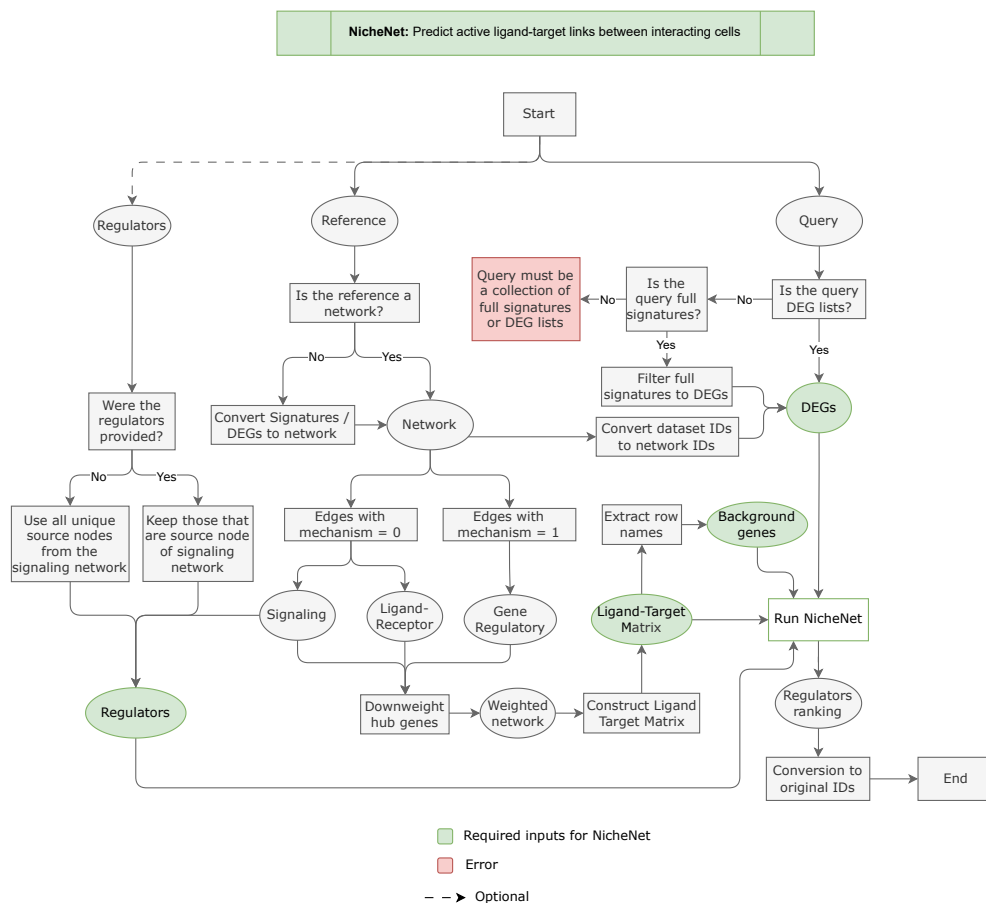 NicheNet: Predict active ligand-target links between interacting cells
Start
Regulators
Reference
Query
Query must be
a collection of
full signatures
or DEG lists
No
Is the
query full
signatures?
No
Is the query
DEG lists?
Is the reference a
network?
Yes
Yes
No
Yes
Filter full
signatures to DEGs
DEGs
Were the
regulators
provided?
Convert Signatures /
DEGs to network
Network
Convert dataset IDs
to network IDs
No
Yes
Use all unique
source nodes
from the
signaling network
Keep those that
are source node
of signaling
network
Edges with
mechanism = 0
Edges with
mechanism = 1
Extract row
names
Background
genes
Signaling
Ligand-
Receptor
Gene
Regulatory
Ligand-Target
Matrix
Run NicheNet
Regulators
Downweight
hub genes
Weighted
network
Construct Ligand
Target Matrix
Regulators
ranking
Conversion to
original IDs
End
Required inputs for NicheNet
Error
Optional